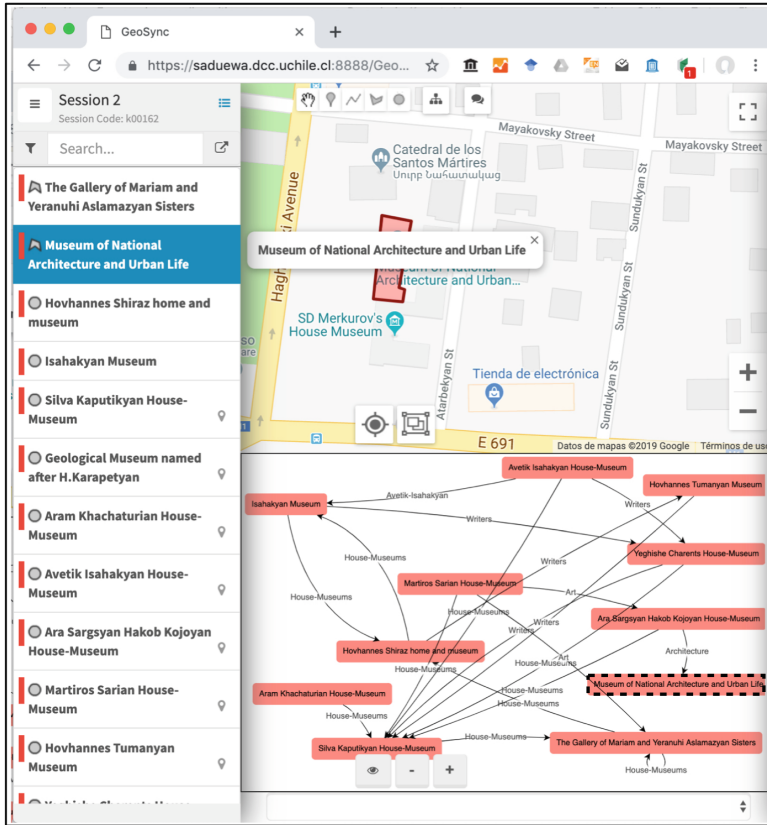 GeoSync
https://saduewa.dcc.uchile.cl:8888/Geo...
1
Session 2
Session Code: k00162
Search...
The Gallery of Mariam and
Yeranuhi Aslamazyan Sisters
Museum of National
Architecture and Urban Life
Hovhannes Shiraz home and
museum
Isahakyan Museum
Silva Kaputikyan House-
Museum
Geological Museum named
after H.Karapetyan
Aram Khachaturian House-
Museum
Avetik Isahakyan House-
Museum
Ara Sargsyan Hakob Kojoyan
House-Museum
Martiros Sarian House-
Museum
Hovhannes Tumanyan
Museum
Mayakovsky Street
Mayakovsky Street
Catedral de los
Santos Mártires
Սուրբ Նահատակաց
Sundukyan St
Museum of National Architecture and Urban Life
Museum of National
Architecture and Urban...
SD Merkurov's
House Museum
Sundukyan St
Atarbekyan St
Tienda de electrónica
Sundukyan St
Atarbekyan St
E 691
Datos de mapas ©2019 Google
Términos de uso
Avetik Isahakyan House-Museum
Hovhannes Tumanyan Museum
Avetik-Isahakyan
Isahakyan Museum
Writers
Writers
Writers
Yeghishe Charents House-Museum
House-Museums
Writers
Martiros Sarian House-Museum
Art
House-Museums
House-Museums
Ara Sargsyan Hakob Kojoyan House-Museum
Writers
Writers
Hovhannes Shiraz home and museum
Art
Architecture
House-Museums
House-Museums
Museum of National Architecture and Urban Life
Aram Khachaturian House-Museum
House-Museums
House-Museums
House-Museums
Silva Kaputikyan House-Museum
House-Museums
The Gallery of Mariam and Yeranuhi Aslamazyan Sisters
House-Museums
-
+